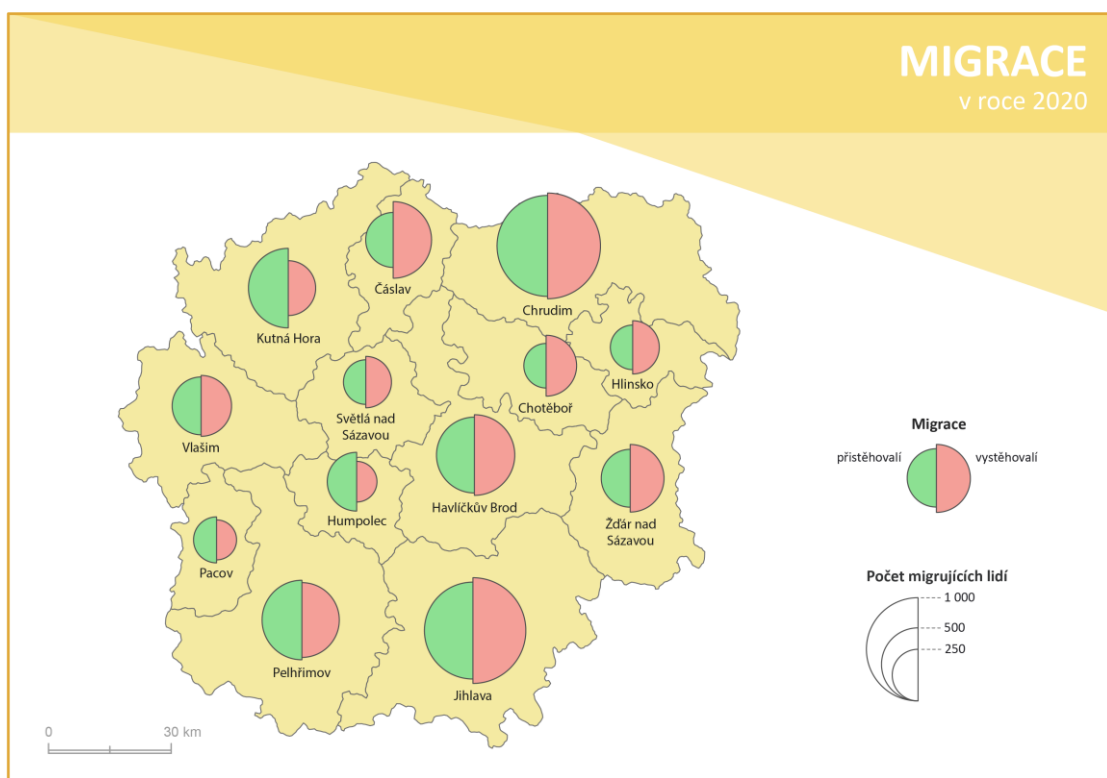 MIGRACE
v roce 2020
Čáslav
Chrudim
Kutná Hora
Hlinsko
Chotěboř
Světlá nad
Sázavou
Vlašim
Havlíčkův Brod
Humpolec
Žďár nad
Sázavou
Pacov
Pelhřimov
Jihlava
Migrace
přistěhovalí
vystěhovalí
Počet migrujících lidí
1 000
500
250
0
30 km